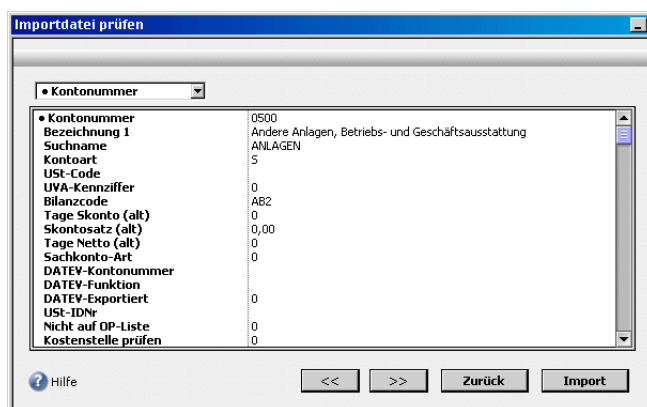 Importdatei prüfen
• Kontonummer
• Kontonummer 0500
Bezeichnung 1 Andere Anlagen, Betriebs- und Geschäftsausstattung
Suchname ANLAGEN
Kontoart S
USt-Code
UVA-Kennziffer 0
Bilanzcode AB2
Tage Skonto (alt) 0
Skontosatz (alt) 0,00
Tage Netto (alt) 0
Sachkonto-Art 0
DATEV-Kontonummer
DATEV-Funktion
DATEV-Exportiert 0
USt-IDNr
Nicht auf OP-Liste 0
Kostenstelle prüfen 0
? Hilfe << >> Zurück Import